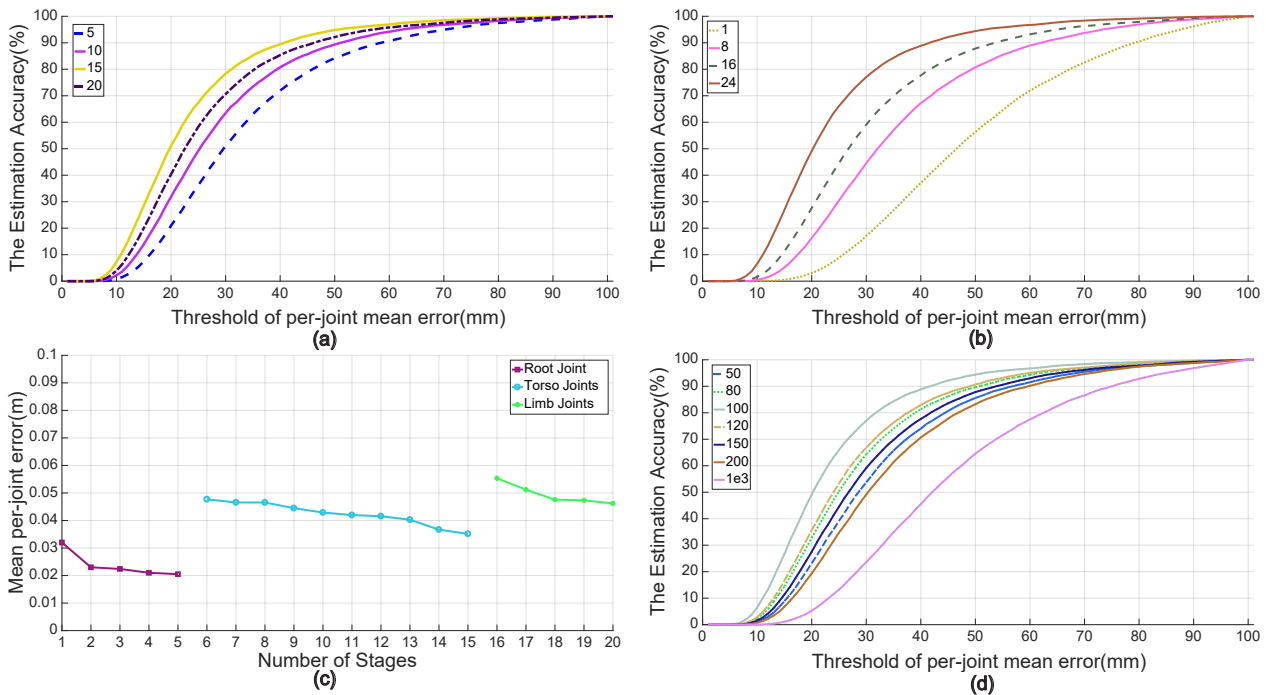 The Estimation Accuracy(%)
100
90
80
70
60
50
40
30
20
10
0
5
10
15
20
0 10 20 30 40 50 60 70 80 90 100
Threshold of per-joint mean error(mm)
(a)
The Estimation Accuracy(%)
100
90
80
70
60
50
40
30
20
10
0
1
8
16
24
0 10 20 30 40 50 60 70 80 90 100
Threshold of per-joint mean error(mm)
(b)
Mean per-joint error(m)
0.1
0.09
0.08
0.07
0.06
0.05
0.04
0.03
0.02
0.01
0
Root Joint
Torso Joints
Limb Joints
1 2 3 4 5 6 7 8 9 10 11 12 13 14 15 16 17 18 19 20
Number of Stages
(c)
The Estimation Accuracy(%)
100
90
80
70
60
50
40
30
20
10
0
50
80
100
120
150
200
1e3
0 10 20 30 40 50 60 70 80 90 100
Threshold of per-joint mean error(mm)
(d)